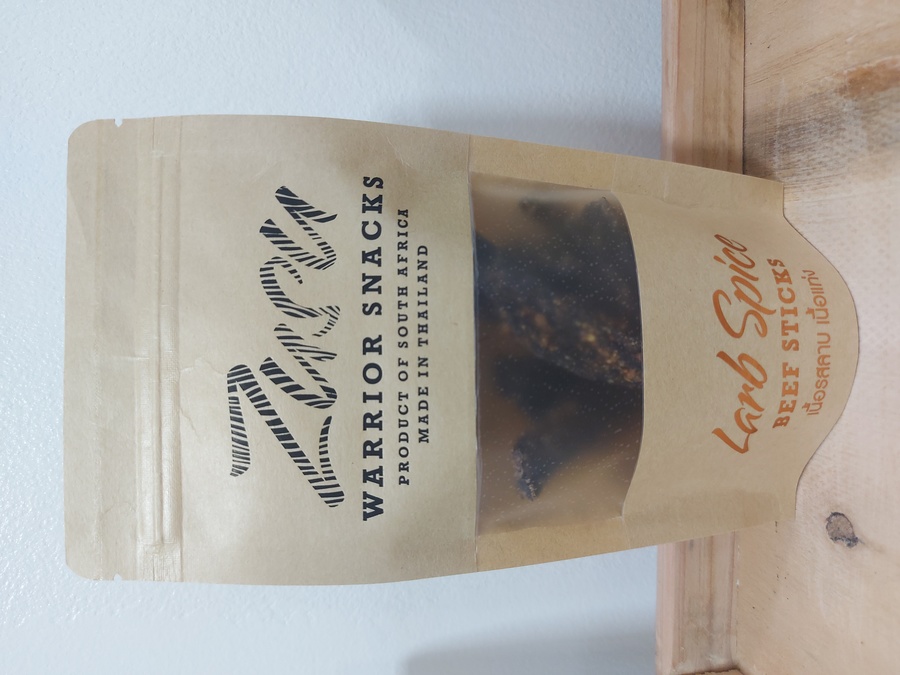 WARRIOR SNACKS
PRODUCT OF SOUTH AFRICA
MADE IN THAILAND
Larb Spice
BEEF STICKS
เนื้อรสลาบ เนื้อแท่ง